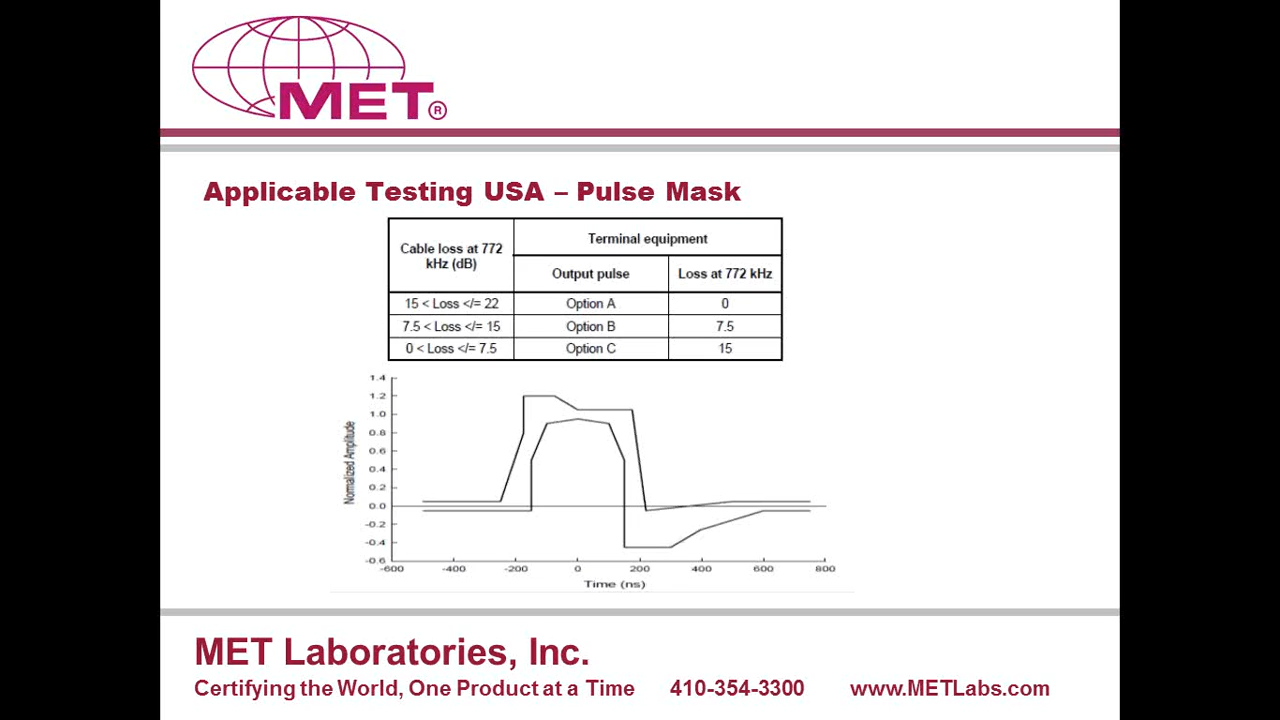 MET®
Applicable Testing USA – Pulse Mask
Cable loss at 772 kHz (dB)
Terminal equipment
Output pulse
Loss at 772 kHz
15 < Loss </= 22 Option A 0
7.5 < Loss </= 15 Option B 7.5
0 < Loss </= 7.5 Option C 15
Normalized Amplitude
1.4
1.2
1.0
0.8
0.6
0.4
0.2
0.0
-0.2
-0.4
-0.6
-600 -400 -200 0 200 400 600 800
Time (ns)
MET Laboratories, Inc.
Certifying the World, One Product at a Time 410-354-3300 www.METLabs.com